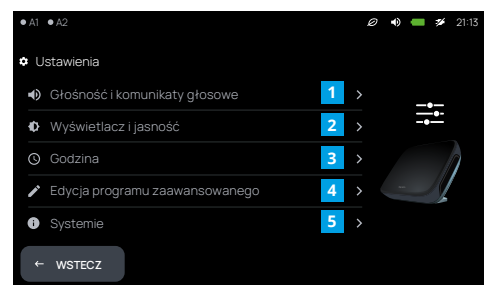 A1 A2 21:13
Ustawienia
Głośność i komunikaty głosowe 1
Wyświetlacz i jasność 2
Godzina 3
Edycja programu zaawansowanego 4
Systemie 5
← WSTECZ